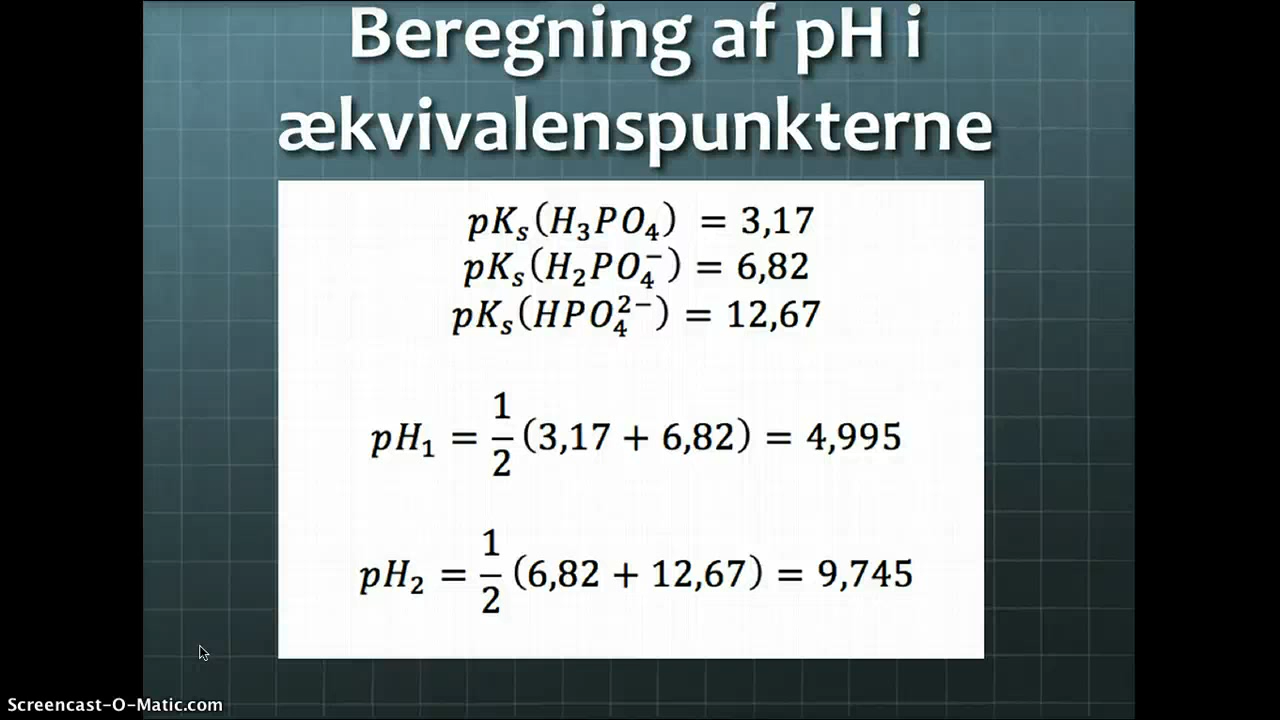 Beregning af pH i
ækvivalenspunkterne
pKₛ(H₃PO₄) = 3,17
pKₛ(H₂PO₄⁻) = 6,82
pKₛ(HPO₄²⁻) = 12,67
pH₁ = 1/2 (3,17 + 6,82) = 4,995
pH₂ = 1/2 (6,82 + 12,67) = 9,745
Screencast-O-Matic.com